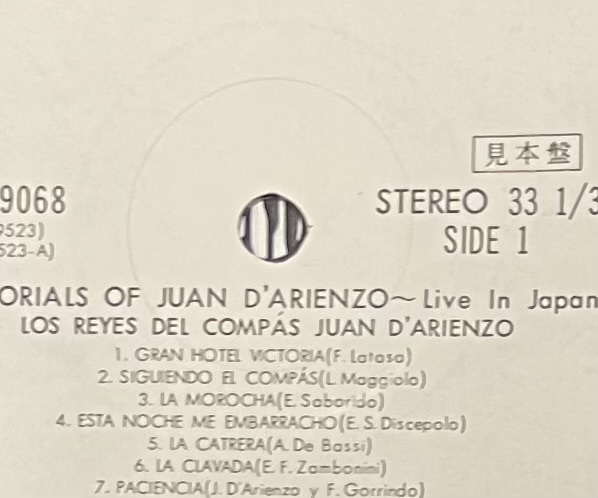 見本盤
9068
STEREO 33 1/3
9523)
SIDE 1
523-A)
ORIALS OF JUAN D'ARIENZO～Live In Japan
LOS REYES DEL COMPÁS JUAN D'ARIENZO
1. GRAN HOTEL VICTORIA(F. Latasa)
2. SIGUIENDO EL COMPÁS(L. Maggiolo)
3. LA MOROCHA(E. Saborido)
4. ESTA NOCHE ME EMBARRACHO(E. S. Discepolo)
5. LA CATRERA(A. De Bassi)
6. LA CLAVADA(E. F. Zambonini)
7. PACIENCIA(J. D'Arienzo y F. Gorrindo)